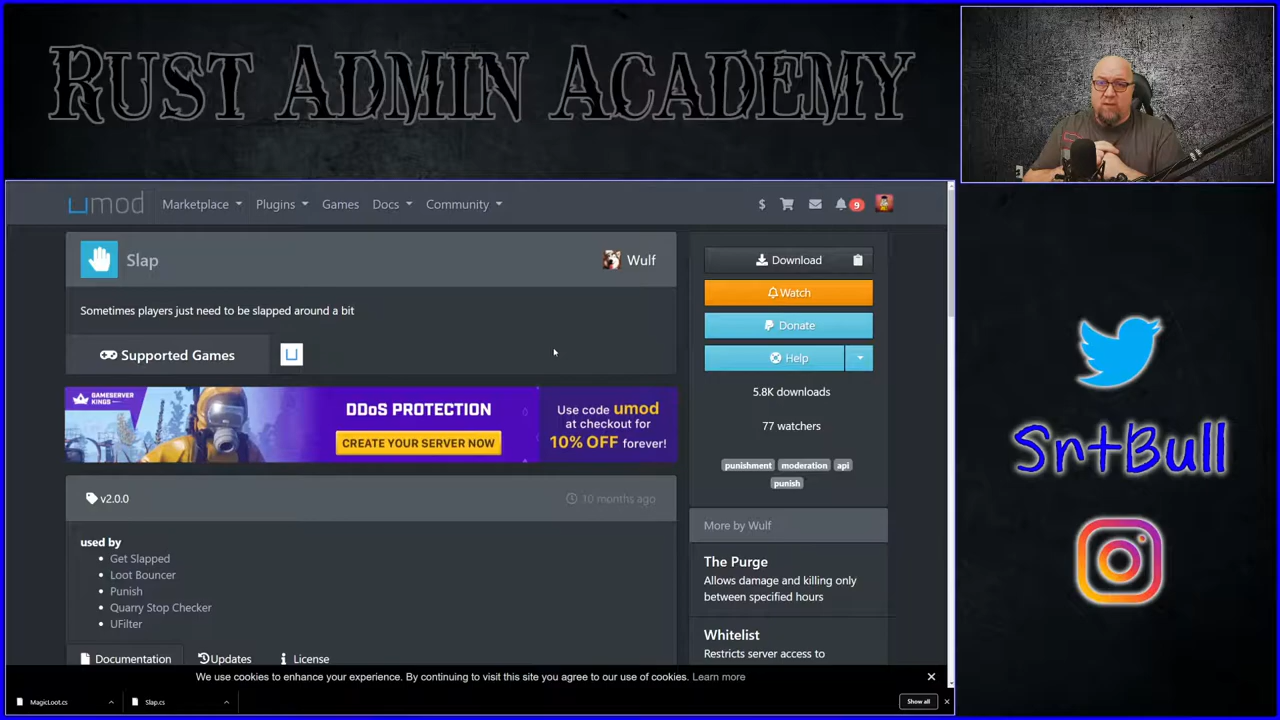 Rust Admin Academy
umod
Marketplace
Plugins
Games
Docs
Community
$
9
Slap
Wulf
Sometimes players just need to be slapped around a bit
Supported Games
Download
Watch
Donate
Help
5.8K downloads
77 watchers
punishment
moderation
api
punish
GAMESERVER
KINGS
DDoS PROTECTION
CREATE YOUR SERVER NOW
Use code umod
at checkout for
10% OFF forever!
v2.0.0
10 months ago
used by
Get Slapped
Loot Bouncer
Punish
Quarry Stop Checker
UFilter
Documentation
Updates
License
More by Wulf
The Purge
Allows damage and killing only
between specified hours
Whitelist
Restricts server access to
SntBull
We use cookies to enhance your experience. By continuing to visit this site you agree to our use of cookies. Learn more
MagicLoot.cs
Slap.cs
Show all